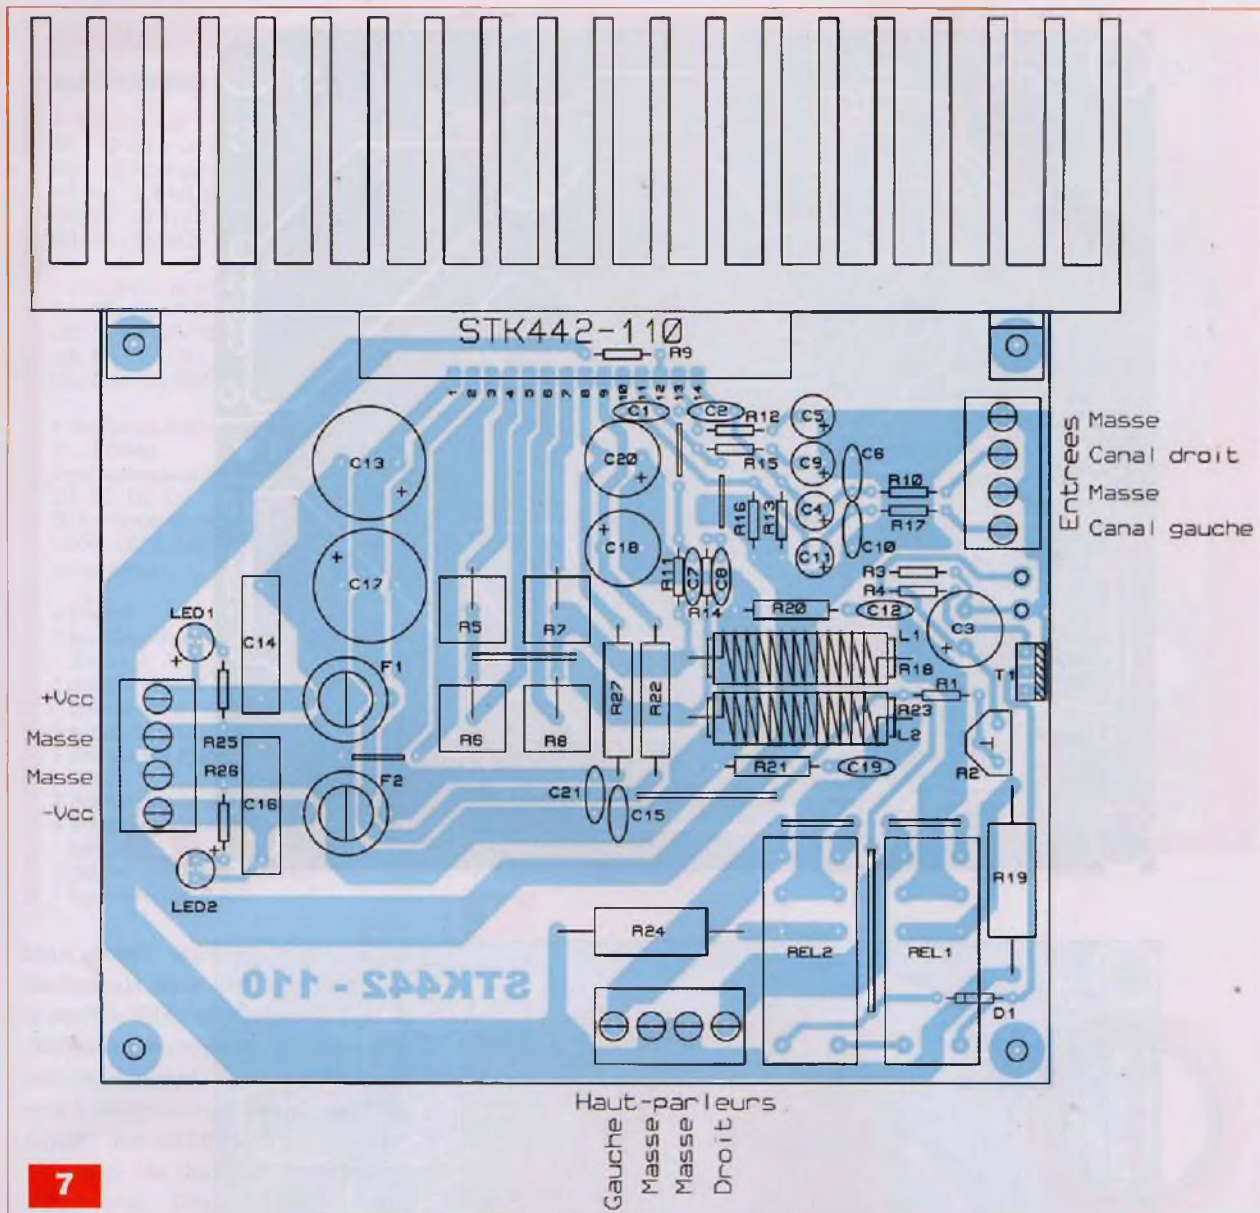 STK442-110
R9
1 2 3 4 5 6 7 8 9 10 11 12 13 14
C1
C2
R12
C5
C13
C20
R15
C9
C6
R10
R16
R13
C4
R17
C18
C11
C10
Entrees
Masse
Canal droit
Masse
Canal gauche
C17
R11
C7
C8
R14
R3
R4
R20
C12
C3
LED1
C14
R5
R7
L1
R18
T1
F1
R1
+Vcc
Masse
Masse
-Vcc
R25
R26
R6
R8
R27
R22
R23
L2
R2
F2
C16
C21
C15
R21
C19
LED2
R19
R24
REL2
REL1
STK442-110
D1
Haut-parleurs
Gauche
Masse
Masse
Droit
7